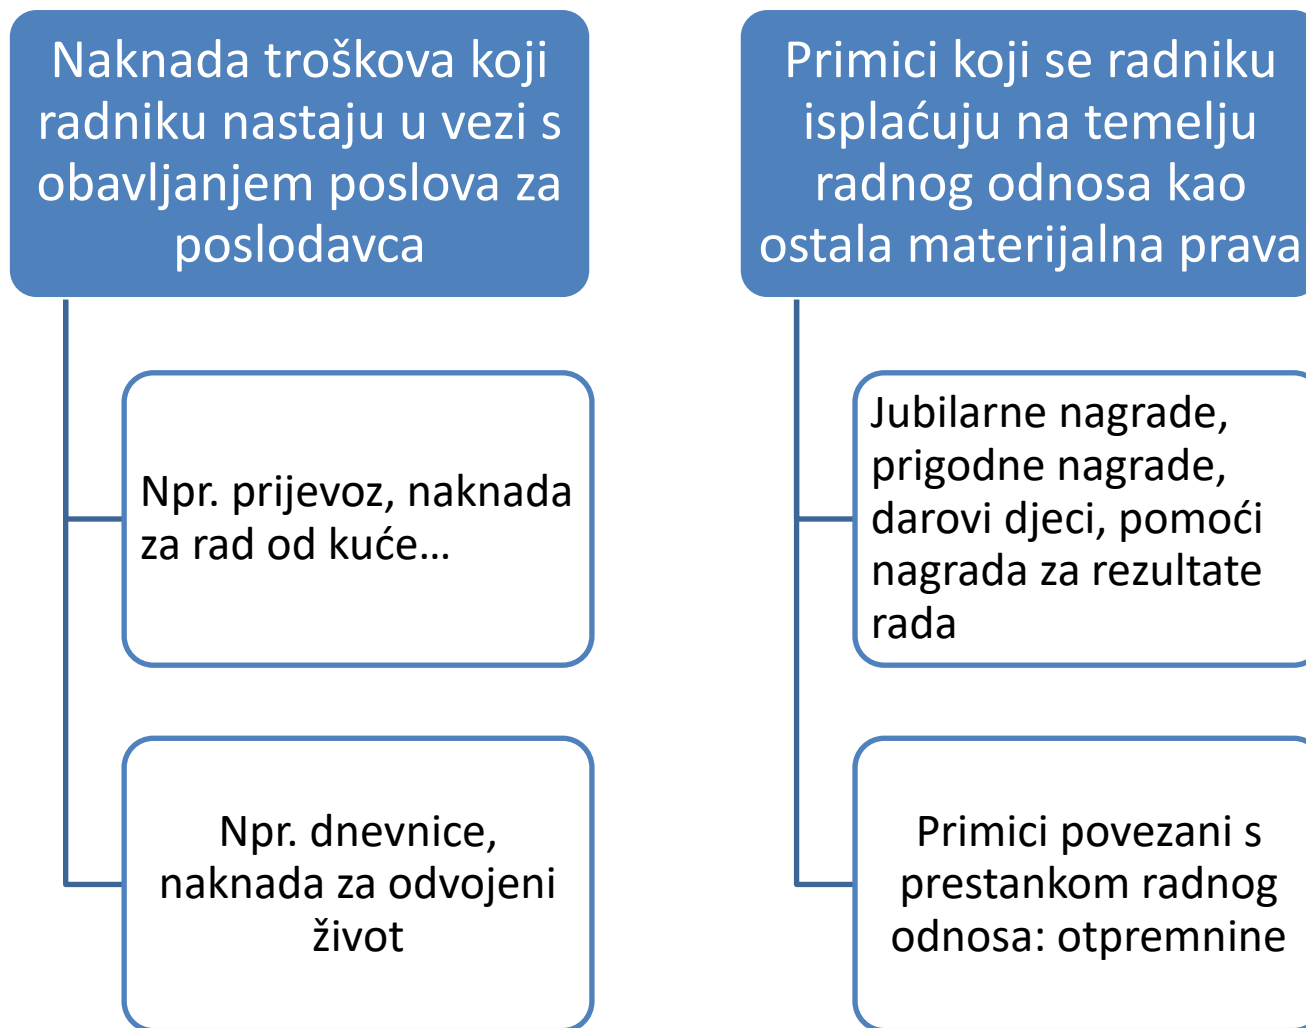 Naknada troškova koji
radniku nastaju u vezi s
obavljanjem poslova za
poslodavca
Npr. prijevoz, naknada
za rad od kuće…
Npr. dnevnice,
naknada za odvojeni
život
Primici koji se radniku
isplaćuju na temelju
radnog odnosa kao
ostala materijalna prava
Jubilarne nagrade,
prigodne nagrade,
darovi djeci, pomoći
nagrada za rezultate
rada
Primici povezani s
prestankom radnog
odnosa: otpremnine